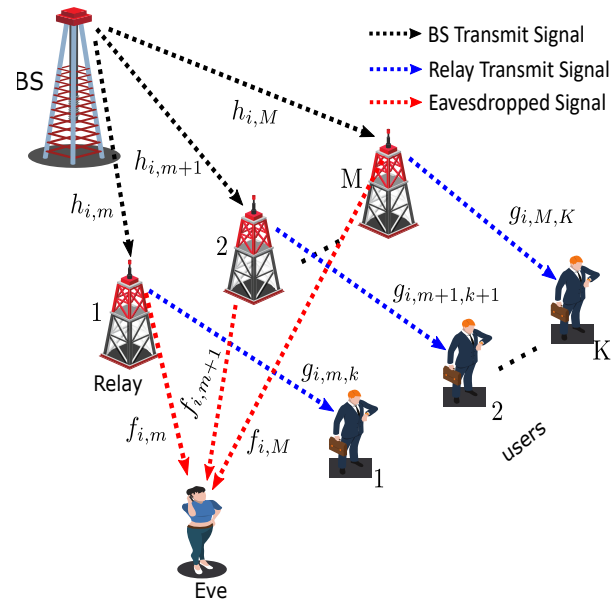 BS Transmit Signal
Relay Transmit Signal
Eavesdropped Signal
BS
h_{i,M}
h_{i,m+1}
h_{i,m}
M
2
1
Relay
g_{i,M,K}
g_{i,m+1,k+1}
g_{i,m,k}
f_{i,m}
f_{i,m+1}
f_{i,M}
K
2
1
users
Eve